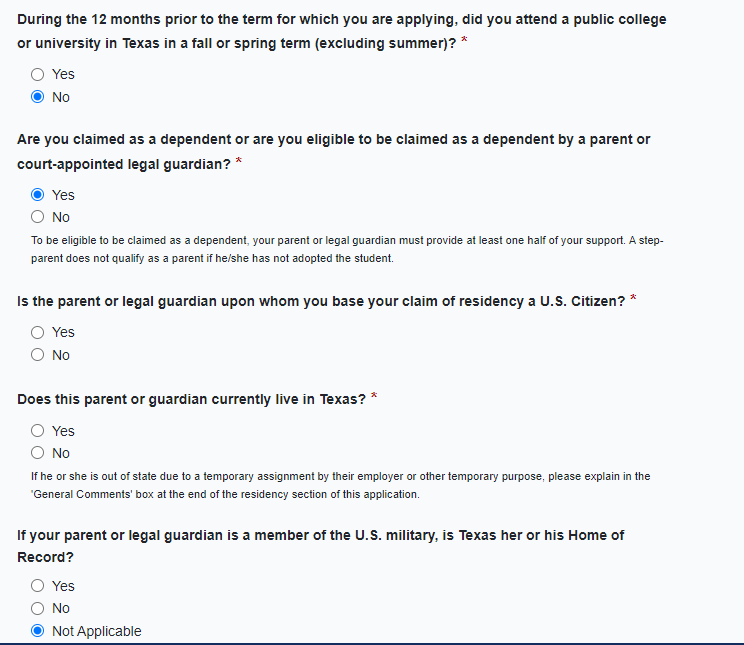 During the 12 months prior to the term for which you are applying, did you attend a public college
or university in Texas in a fall or spring term (excluding summer)? *
Yes
No
Are you claimed as a dependent or are you eligible to be claimed as a dependent by a parent or
court-appointed legal guardian? *
Yes
No
To be eligible to be claimed as a dependent, your parent or legal guardian must provide at least one half of your support. A step-
parent does not qualify as a parent if he/she has not adopted the student.
Is the parent or legal guardian upon whom you base your claim of residency a U.S. Citizen? *
Yes
No
Does this parent or guardian currently live in Texas? *
Yes
No
If he or she is out of state due to a temporary assignment by their employer or other temporary purpose, please explain in the
'General Comments' box at the end of the residency section of this application.
If your parent or legal guardian is a member of the U.S. military, is Texas her or his Home of
Record?
Yes
No
Not Applicable